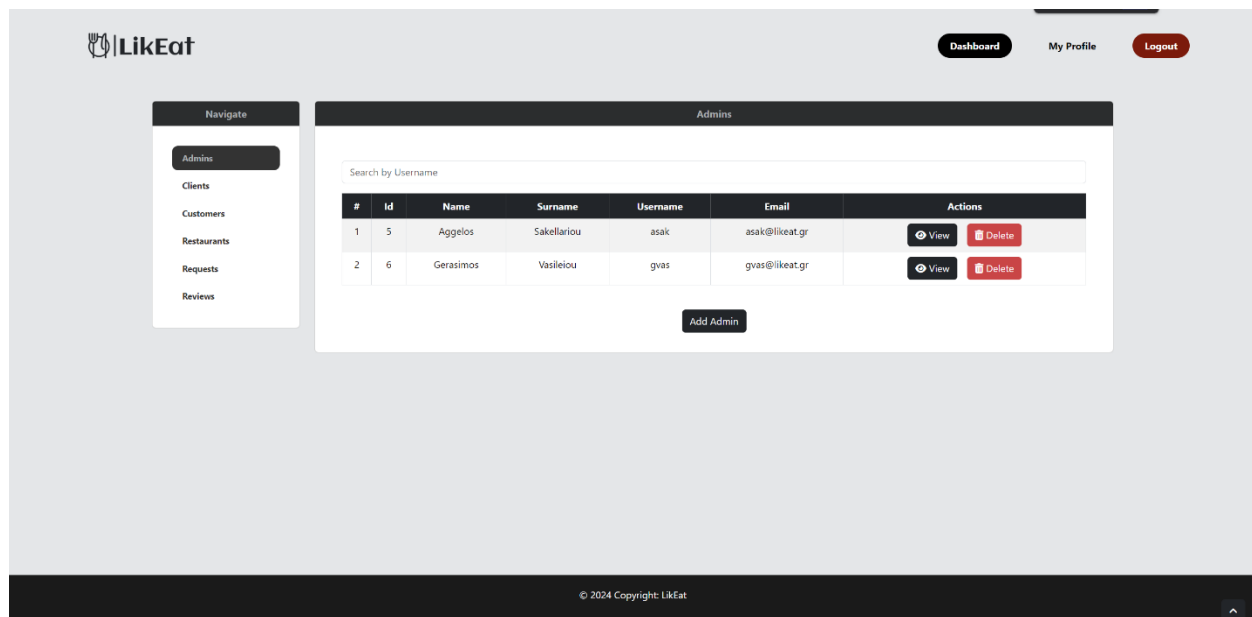 LikEat
Dashboard My Profile Logout
Navigate
Admins
Clients
Customers
Restaurants
Requests
Reviews
Admins
Search by Username
# Id Name Surname Username Email Actions
1 5 Aggelos Sakellariou asak asak@likeat.gr View Delete
2 6 Gerasimos Vasileiou gvas gvas@likeat.gr View Delete
Add Admin
© 2024 Copyright: LikEat